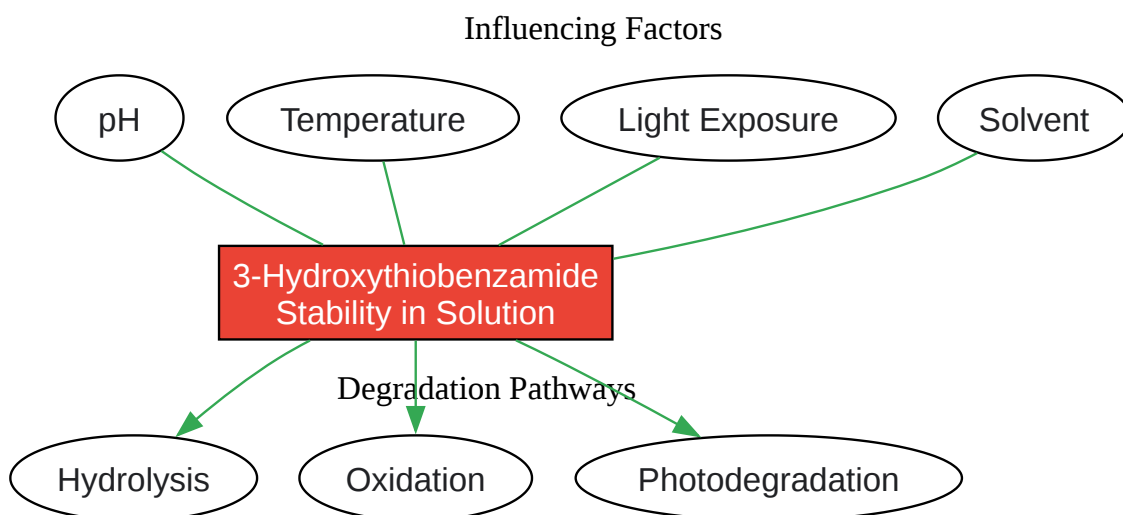 Influencing Factors
pH
Temperature
Light Exposure
Solvent
3-Hydroxythiobenzamide
Stability in Solution
Degradation Pathways
Hydrolysis
Oxidation
Photodegradation